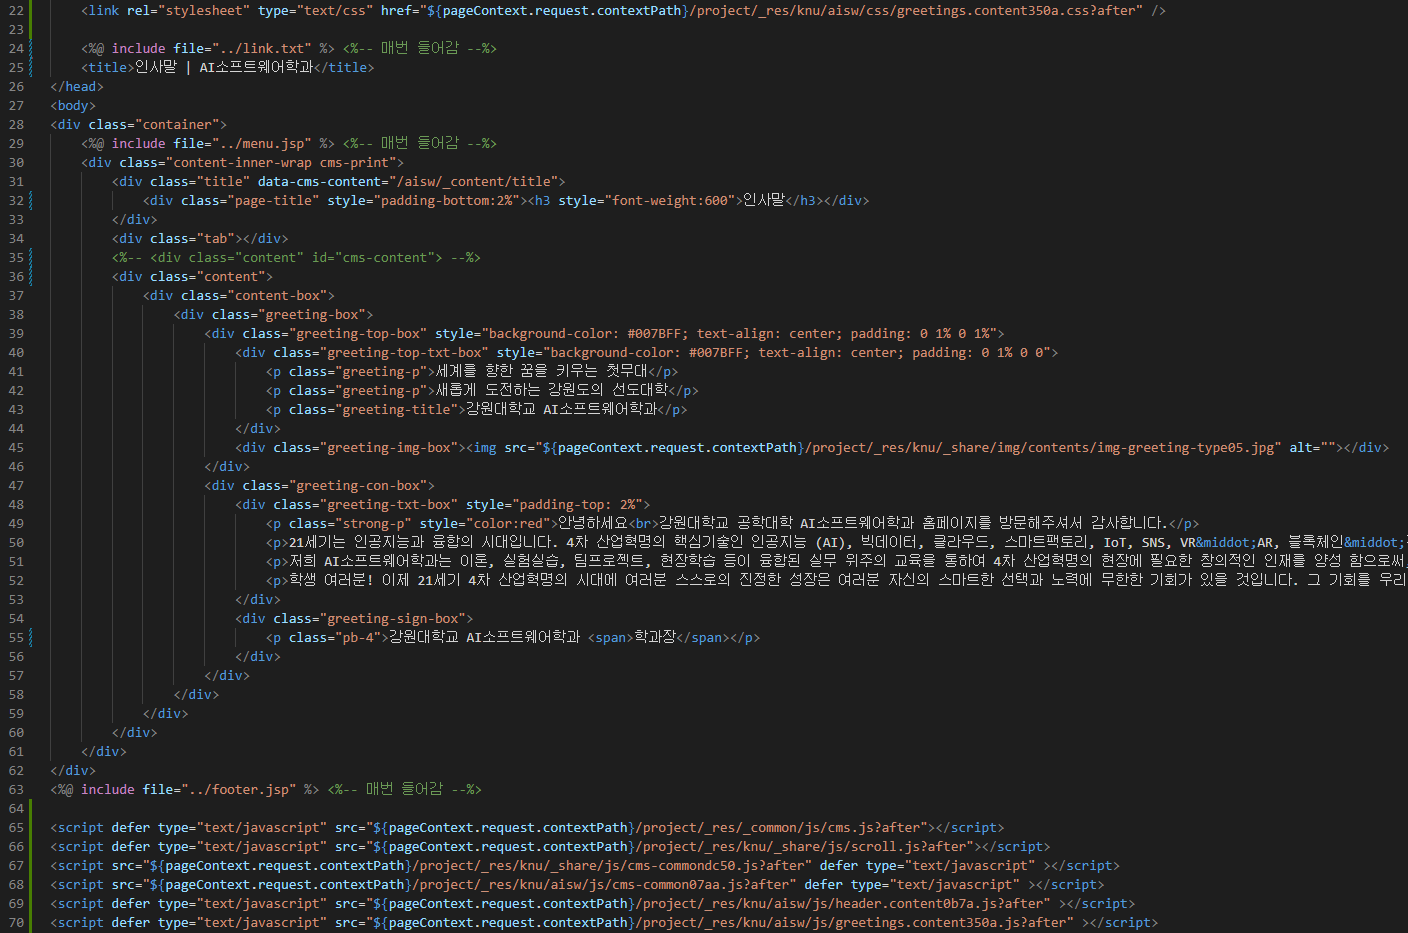 22 <link rel="stylesheet" type="text/css" href="${pageContext.request.contextPath}/project/_res/knu/aisw/css/greetings.content350a.css?after" />
23
24 <%@ include file="../link.txt" %> <%-- 매번 들어감 --%>
25 <title>인사말 | AI소프트웨어학과</title>
26 </head>
27 <body>
28 <div class="container">
29 <%@ include file="../menu.jsp" %> <%-- 매번 들어감 --%>
30 <div class="content-inner-wrap cms-print">
31 <div class="title" data-cms-content="/aisw/_content/title">
32 <div class="page-title" style="padding-bottom:2%"><h3 style="font-weight:600">인사말</h3></div>
33 </div>
34 <div class="tab"></div>
35 <%-- <div class="content" id="cms-content"> --%>
36 <div class="content">
37 <div class="content-box">
38 <div class="greeting-box">
39 <div class="greeting-top-box" style="background-color: #007BFF; text-align: center; padding: 0 1% 0 1%">
40 <div class="greeting-top-txt-box" style="background-color: #007BFF; text-align: center; padding: 0 1% 0 0">
41 <p class="greeting-p">세계를 향한 꿈을 키우는 첫무대</p>
42 <p class="greeting-p">새롭게 도전하는 강원도의 선도대학</p>
43 <p class="greeting-title">강원대학교 AI소프트웨어학과</p>
44 </div>
45 <div class="greeting-img-box"><img src="${pageContext.request.contextPath}/project/_res/knu/_share/img/contents/img-greeting-type05.jpg" alt=""></div>
46 </div>
47 <div class="greeting-con-box">
48 <div class="greeting-txt-box" style="padding-top: 2%">
49 <p class="strong-p" style="color:red">안녕하세요<br>강원대학교 공학대학 AI소프트웨어학과 홈페이지를 방문해주셔서 감사합니다.</p>
50 <p>21세기는 인공지능과 융합의 시대입니다. 4차 산업혁명의 핵심기술인 인공지능 (AI), 빅데이터, 클라우드, 스마트팩토리, IoT, SNS, VR&middot;AR, 블록체인&middot;
51 <p>저희 AI소프트웨어학과는 이론, 실험실습, 팀프로젝트, 현장학습 등이 융합된 실무 위주의 교육을 통하여 4차 산업혁명의 현장에 필요한 창의적인 인재를 양성 함으로써,
52 <p>학생 여러분! 이제 21세기 4차 산업혁명의 시대에 여러분 스스로의 진정한 성장은 여러분 자신의 스마트한 선택과 노력에 무한한 기회가 있을 것입니다. 그 기회를 우리
53 </div>
54 <div class="greeting-sign-box">
55 <p class="pb-4">강원대학교 AI소프트웨어학과 <span>학과장</span></p>
56 </div>
57 </div>
58 </div>
59 </div>
60 </div>
61 </div>
62 </div>
63 <%@ include file="../footer.jsp" %> <%-- 매번 들어감 --%>
64
65 <script defer type="text/javascript" src="${pageContext.request.contextPath}/project/_res/_common/js/cms.js?after"></script>
66 <script defer type="text/javascript" src="${pageContext.request.contextPath}/project/_res/knu/_share/js/scroll.js?after"></script>
67 <script src="${pageContext.request.contextPath}/project/_res/knu/_share/js/cms-commondc50.js?after" defer type="text/javascript" ></script>
68 <script src="${pageContext.request.contextPath}/project/_res/knu/aisw/js/cms-common07aa.js?after" defer type="text/javascript" ></script>
69 <script defer type="text/javascript" src="${pageContext.request.contextPath}/project/_res/knu/aisw/js/header.content0b7a.js?after" ></script>
70 <script defer type="text/javascript" src="${pageContext.request.contextPath}/project/_res/knu/aisw/js/greetings.content350a.js?after" ></script>